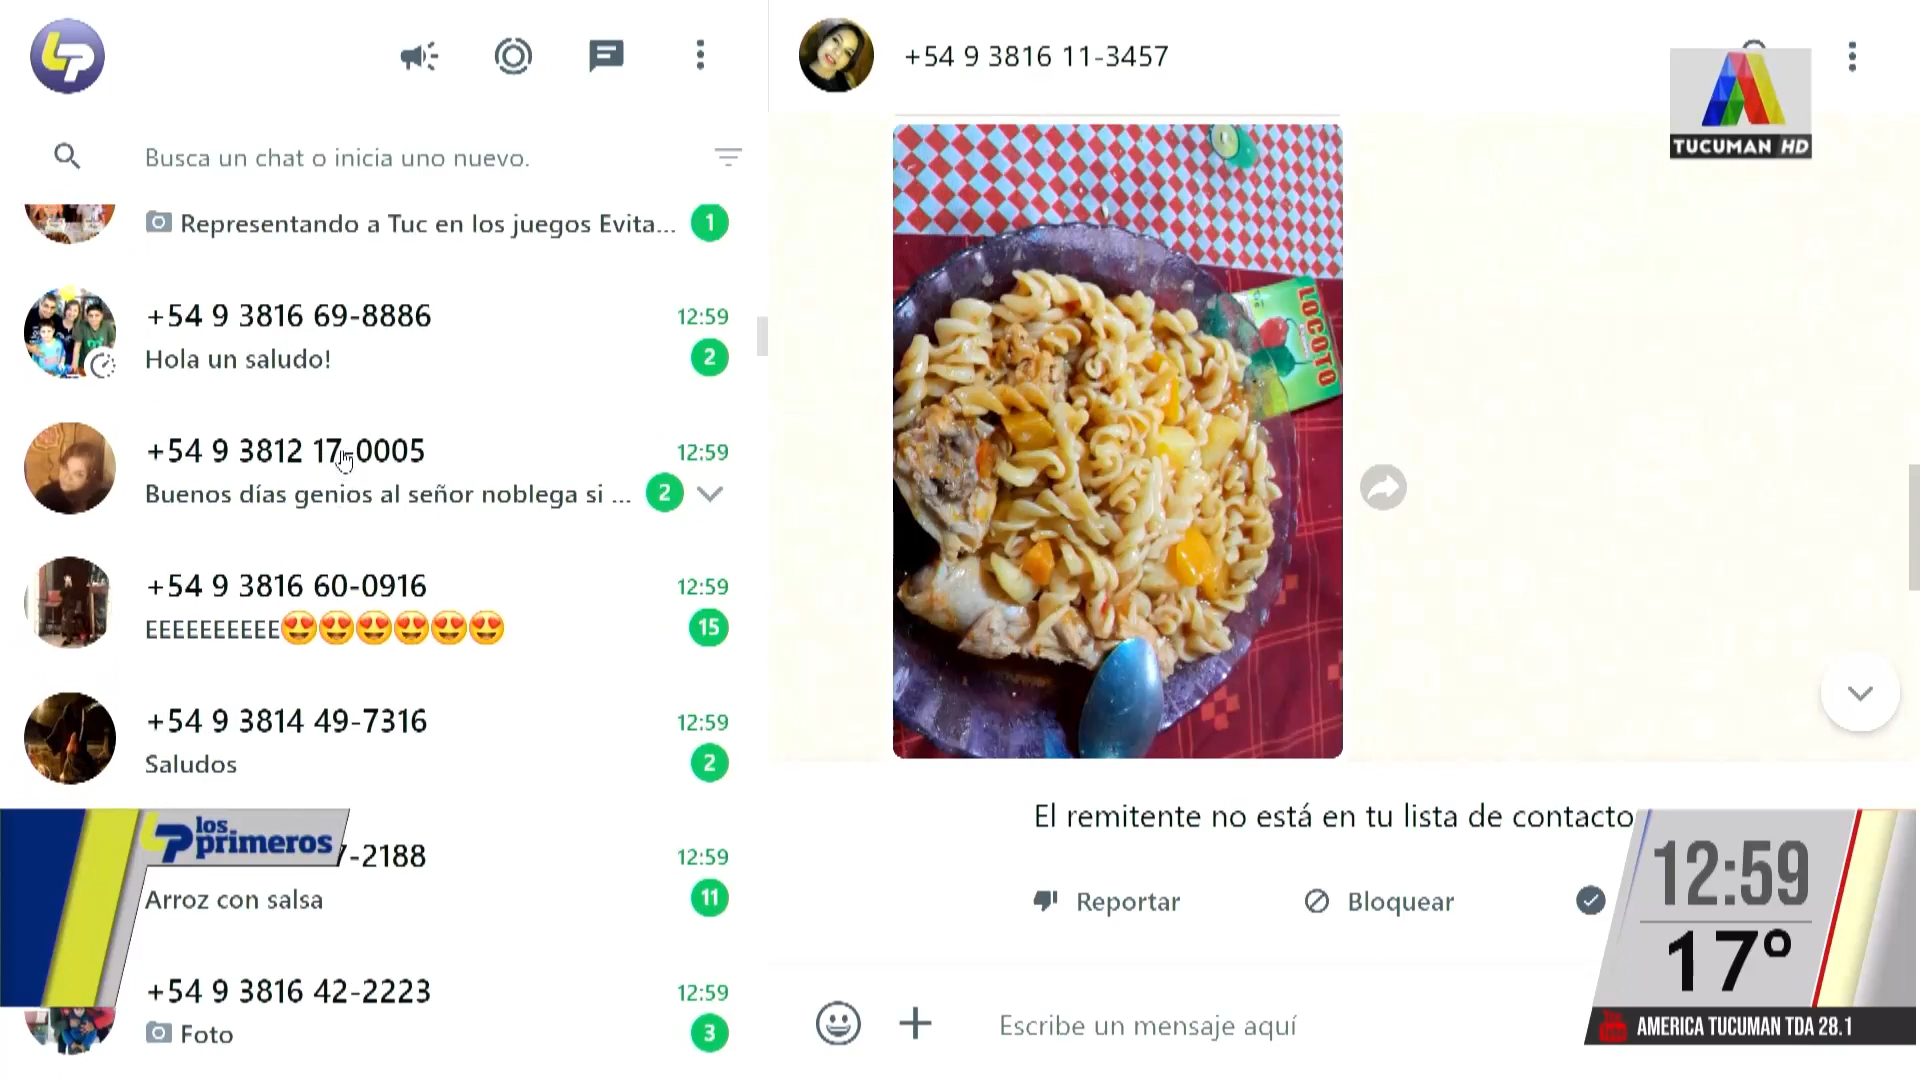 LP
+54 9 3816 11-3457
TUCUMAN HD
Busca un chat o inicia uno nuevo.
Representando a Tuc en los juegos Evita...
1
+54 9 3816 69-8886
12:59
Hola un saludo!
2
+54 9 3812 17-0005
12:59
Buenos días genios al señor noblega si ...
2
+54 9 3816 60-0916
12:59
EEEEEEEEEE😍😍😍😍😍😍
15
+54 9 3814 49-7316
12:59
Saludos
2
7-2188
12:59
Arroz con salsa
11
+54 9 3816 42-2223
12:59
Foto
3
LOCOTO
El remitente no está en tu lista de contacto
Reportar
Bloquear
Escribe un mensaje aquí
LP los primeros
12:59
17°
AMERICA TUCUMAN TDA 28.1